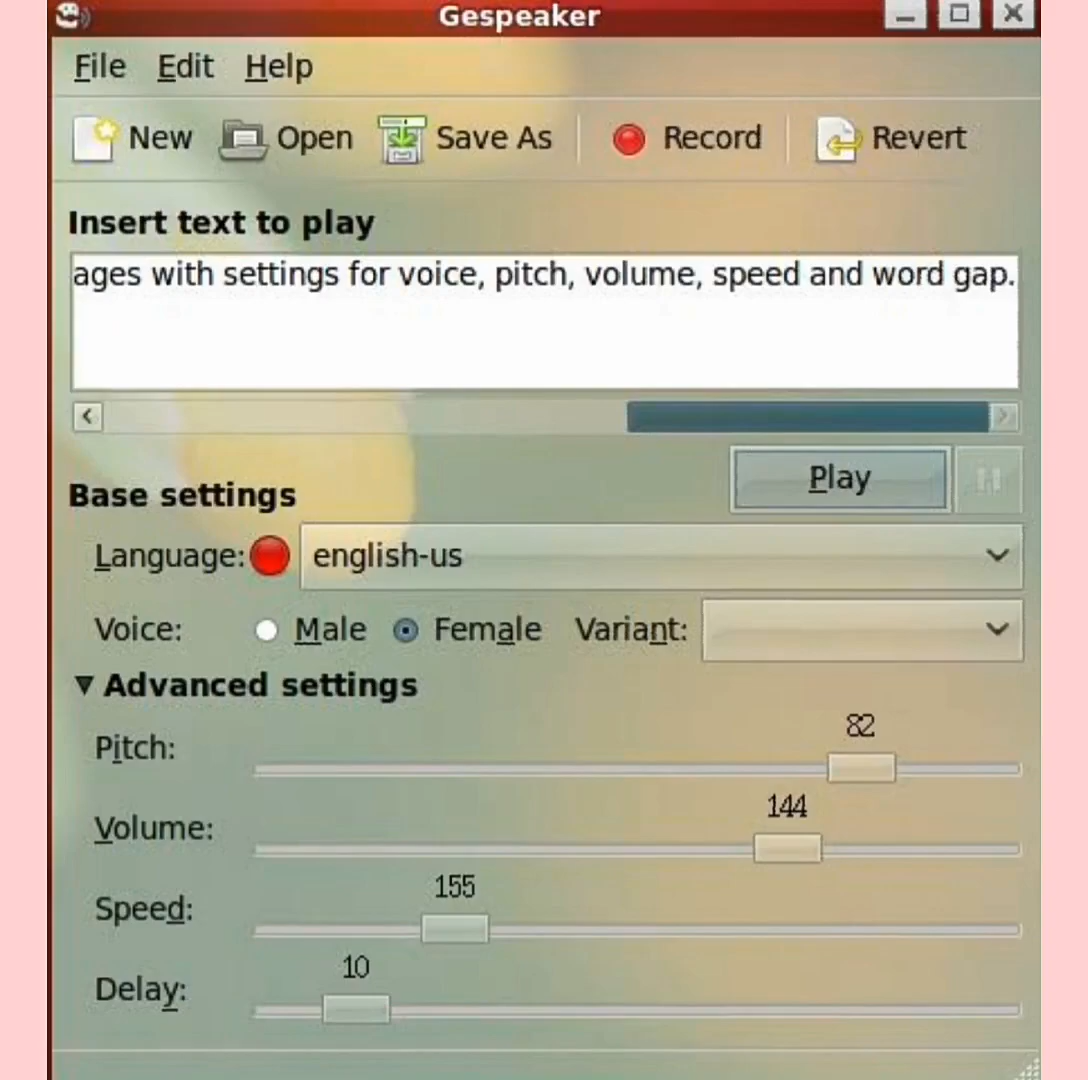 Gespeaker
File Edit Help
New Open Save As Record Revert
Insert text to play
ages with settings for voice, pitch, volume, speed and word gap.
Play
Base settings
Language: english-us
Voice: Male Female Variant:
Advanced settings
82
Pitch:
144
Volume:
155
Speed:
10
Delay: